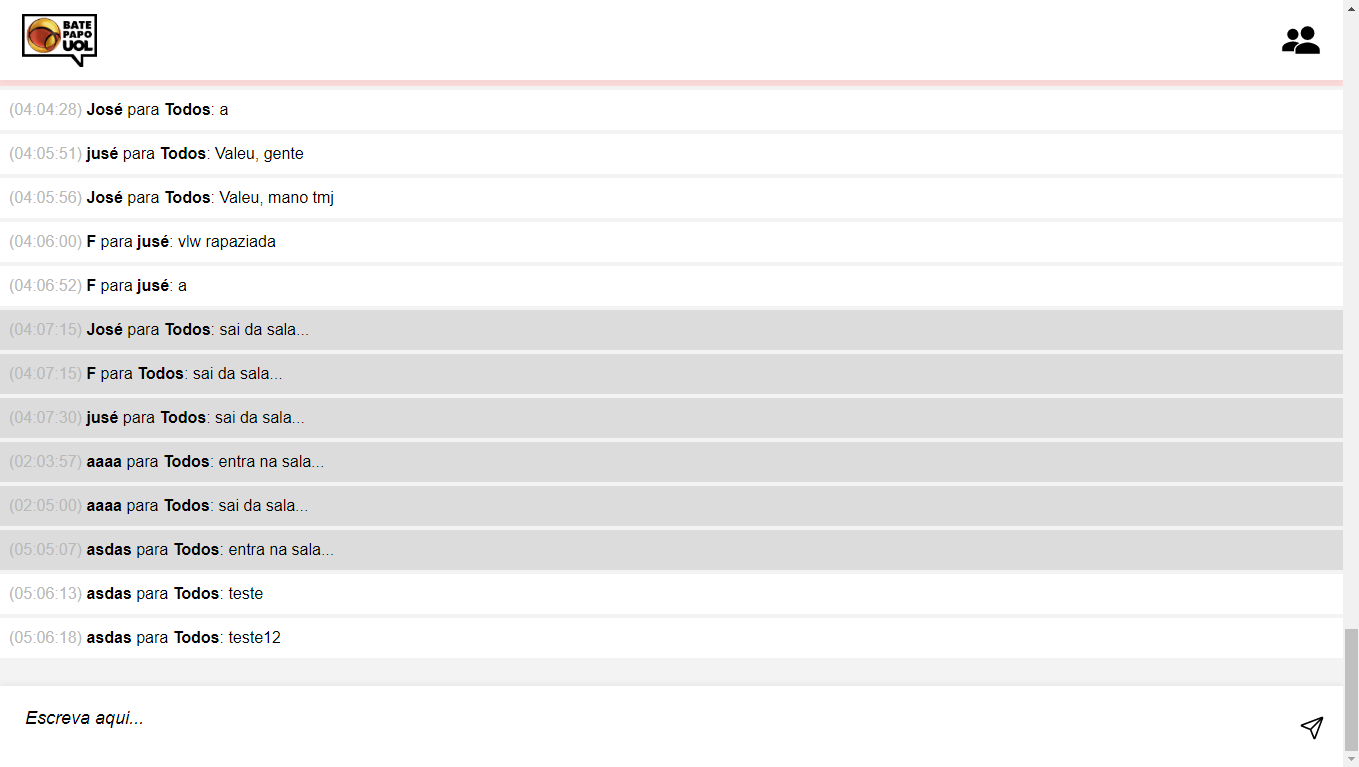 BATE
PAPO
UOL
(04:04:28) José para Todos: a
(04:05:51) jusé para Todos: Valeu, gente
(04:05:56) José para Todos: Valeu, mano tmj
(04:06:00) F para jusé: vlw rapaziada
(04:06:52) F para jusé: a
(04:07:15) José para Todos: sai da sala...
(04:07:15) F para Todos: sai da sala...
(04:07:30) jusé para Todos: sai da sala...
(02:03:57) aaaa para Todos: entra na sala...
(02:05:00) aaaa para Todos: sai da sala...
(05:05:07) asdas para Todos: entra na sala...
(05:06:13) asdas para Todos: teste
(05:06:18) asdas para Todos: teste12
Escreva aqui...